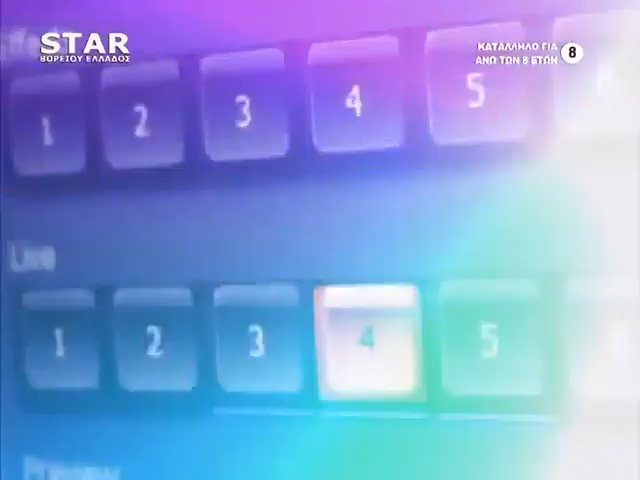 STAR
ΒΟΡΕΙΟΥ ΕΛΛΑΔΟΣ
ΚΑΤΑΛΛΗΛΟ ΓΙΑ
ΑΝΩ ΤΩΝ 8 ΕΤΩΝ
8
1 2 3 4 5
Live
1 2 3 4 5
Preview